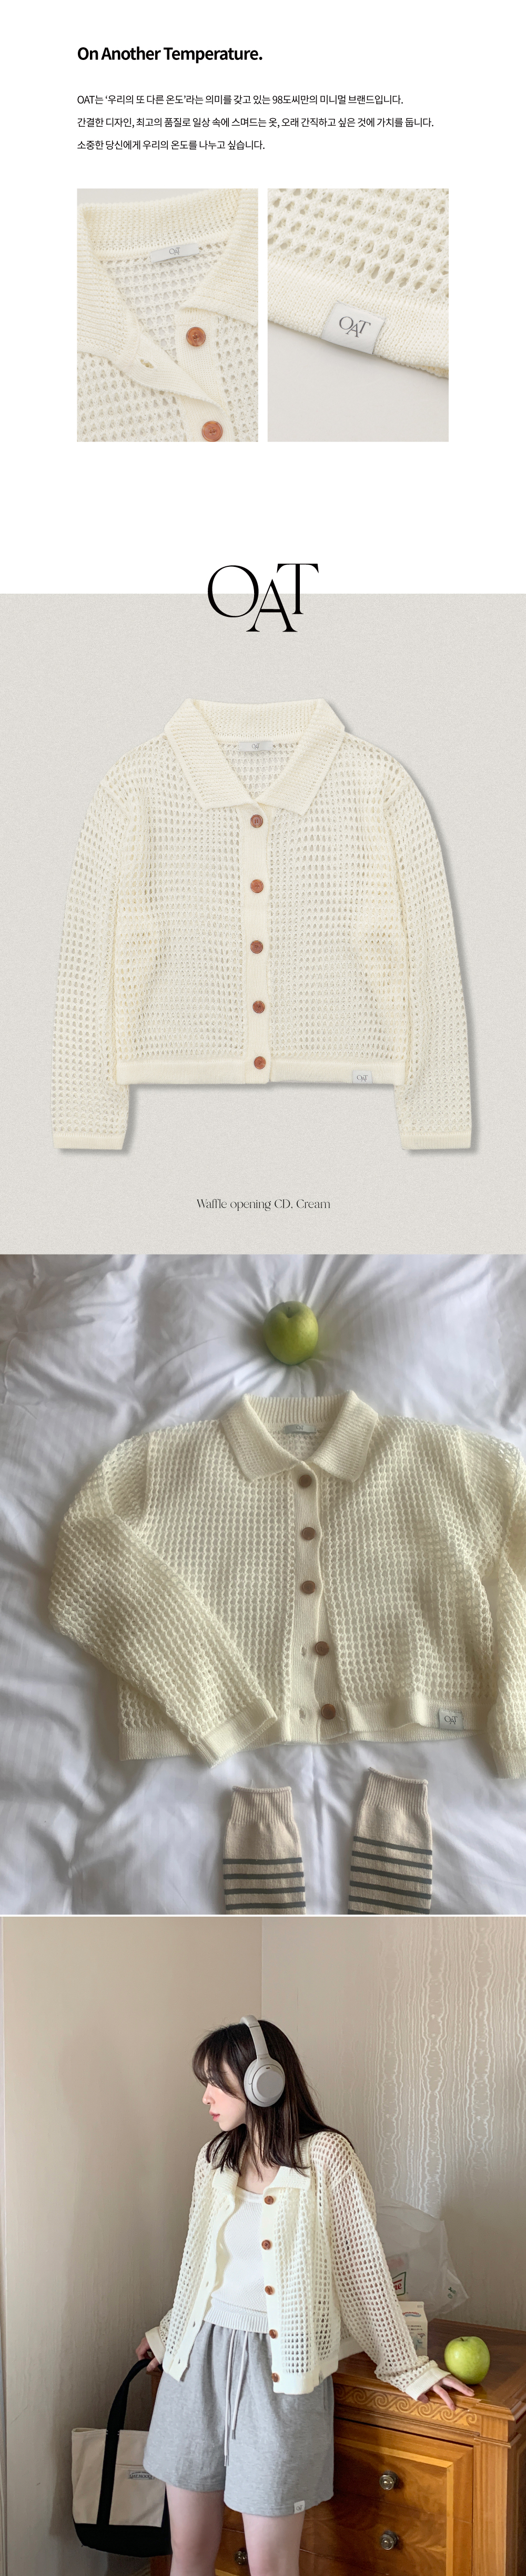 On Another Temperature.
OAT는 ‘우리의 또 다른 온도’라는 의미를 갖고 있는 98도씨만의 미니멀 브랜드입니다.
간결한 디자인, 최고의 품질로 일상 속에 스며드는 옷, 오래 간직하고 싶은 것에 가치를 둡니다.
소중한 당신에게 우리의 온도를 나누고 싶습니다.
OAT
OAT
OAT
OAT
OAT
Waffle opening CD. Cream
OAT